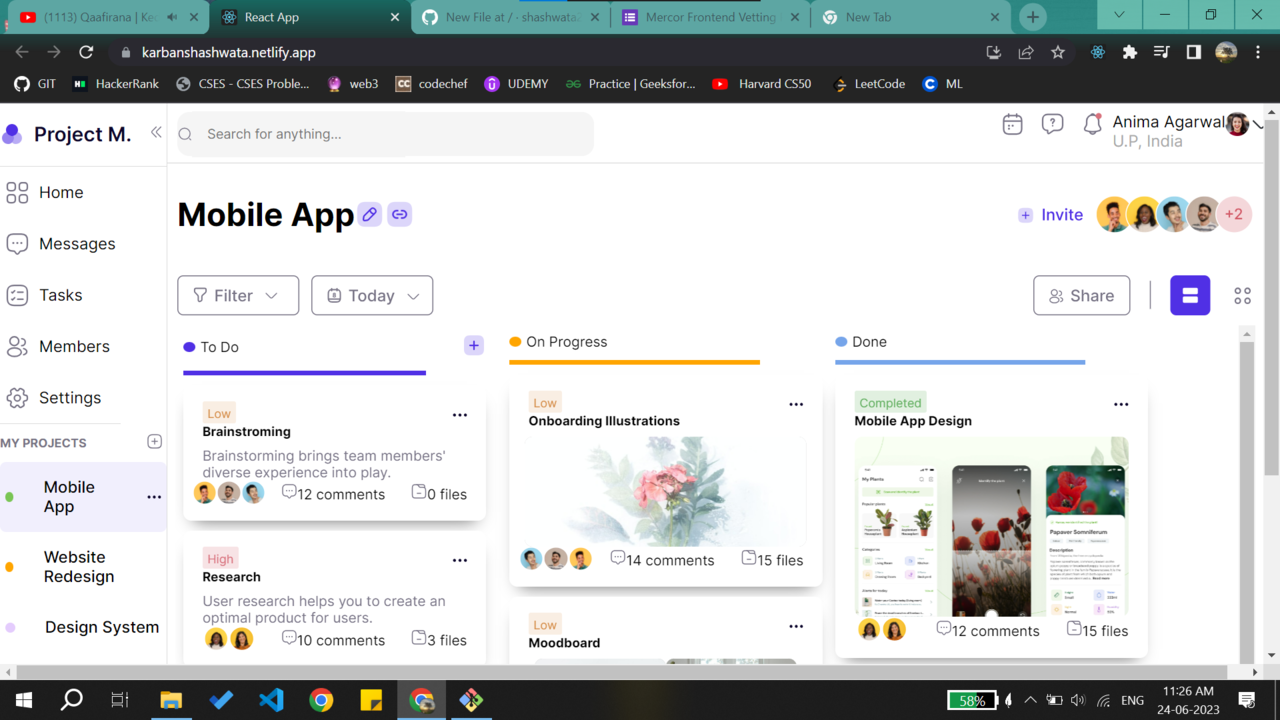 (1113) Qaafirana | Ke
React App
New File at / · shashwata
Mercor Frontend Vetting
New Tab
karbanshashwata.netlify.app
GIT
HackerRank
CSES - CSES Proble...
web3
codechef
UDEMY
Practice | Geeksfor...
Harvard CS50
LeetCode
ML
Project M.
Search for anything...
Anima Agarwal
U.P, India
Home
Messages
Tasks
Members
Settings
MY PROJECTS
Mobile
App
Website
Redesign
Design System
Mobile App
Invite
+2
Filter
Today
Share
To Do
Low
Brainstroming
Brainstorming brings team members'
diverse experience into play.
12 comments
0 files
High
Research
User research helps you to create an
optimal product for users.
10 comments
3 files
On Progress
Low
Onboarding Illustrations
14 comments
15 files
Low
Moodboard
Done
Completed
Mobile App Design
My Plants
Papaver Somniferum
Description
12 comments
15 files
58%
ENG
11:26 AM
24-06-2023